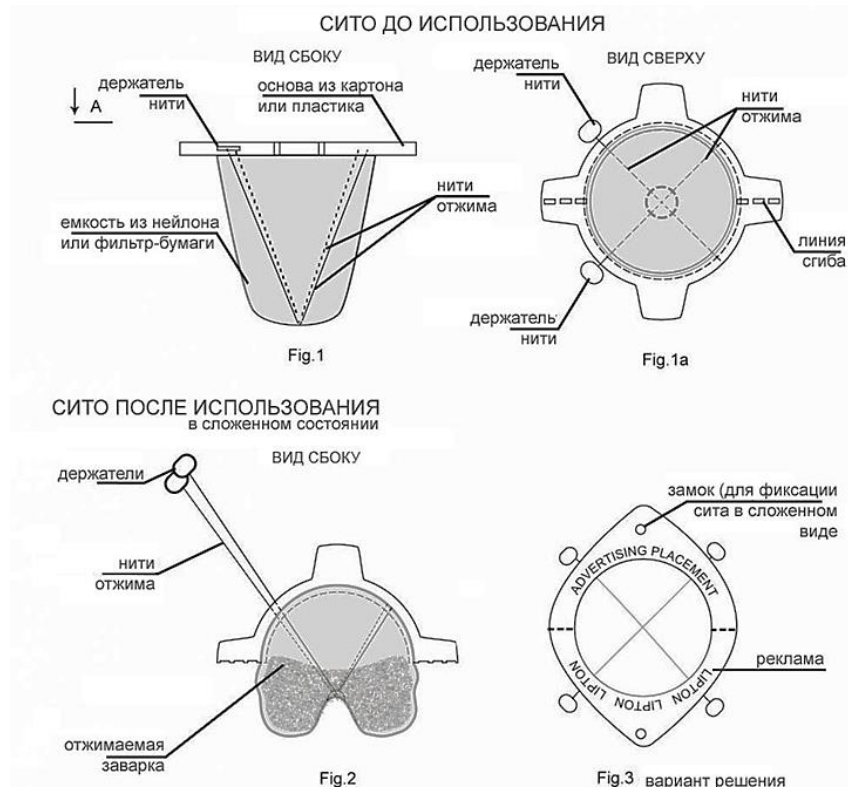 СИТО ДО ИСПОЛЬЗОВАНИЯ
ВИД СБОКУ
ВИД СВЕРХУ
А
держатель
нити
основа из картона
или пластика
держатель
нити
нити
отжима
нити
отжима
емкость из нейлона
или фильтр-бумаги
линия
сгиба
держатель
нити
Fig.1
Fig.1a
СИТО ПОСЛЕ ИСПОЛЬЗОВАНИЯ
в сложенном состоянии
ВИД СБОКУ
держатели
нити
отжима
отжимаемая
заварка
Fig.2
замок (для фиксации
сита в сложенном
виде
ADVERTISING PLACEMENT
LIPTON LIPTON LIPTON
реклама
Fig.3 вариант решения